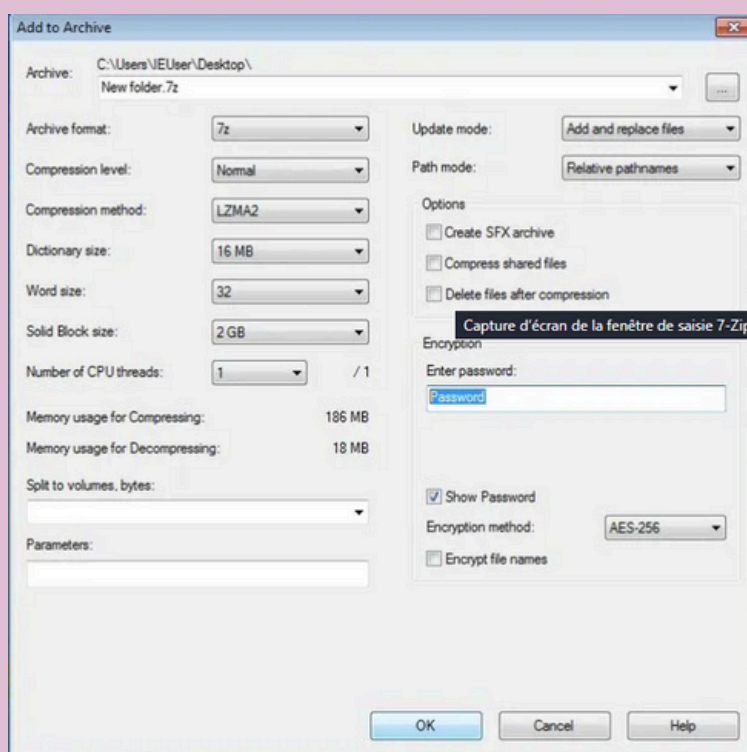 Add to Archive
Archive:
C:\Users\IEUser\Desktop\
New folder.7z
...
Archive format:
7z
Compression level:
Normal
Compression method:
LZMA2
Dictionary size:
16 MB
Word size:
32
Solid Block size:
2 GB
Number of CPU threads:
1
/ 1
Memory usage for Compressing:
186 MB
Memory usage for Decompressing:
18 MB
Split to volumes, bytes:
Parameters:
Update mode:
Add and replace files
Path mode:
Relative pathnames
Options
Create SFX archive
Compress shared files
Delete files after compression
Capture d'écran de la fenêtre de saisie 7-Zip
Encryption
Enter password:
Password
Show Password
Encryption method:
AES-256
Encrypt file names
OK
Cancel
Help